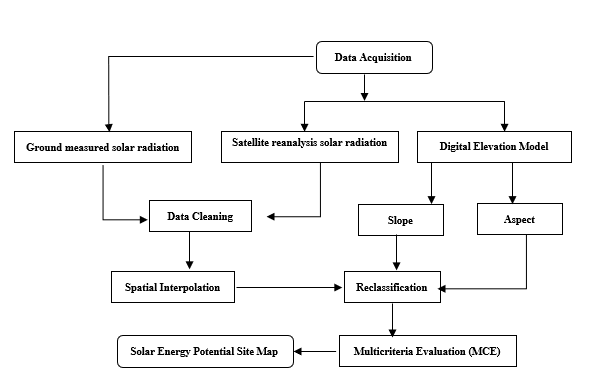 Data Acquisition
Ground measured solar radiation
Satellite reanalysis solar radiation
Digital Elevation Model
Data Cleaning
Slope
Aspect
Spatial Interpolation
Reclassification
Solar Energy Potential Site Map
Multicriteria Evaluation (MCE)